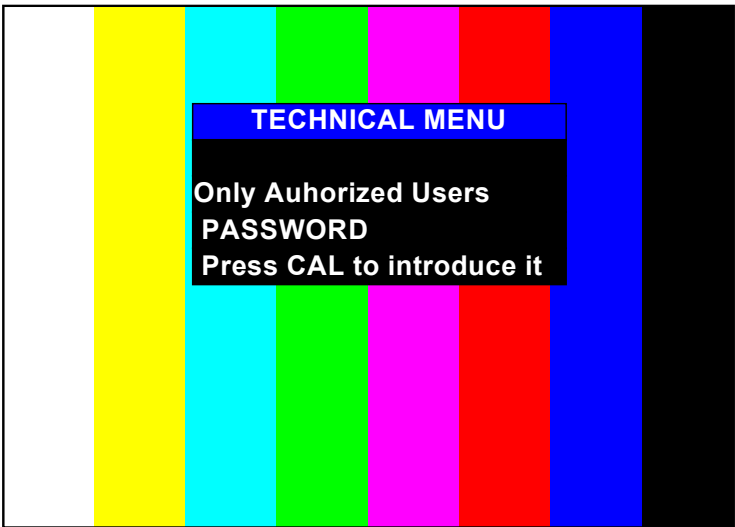 TECHNICAL MENU
Only Auhorized Users
PASSWORD
Press CAL to introduce it